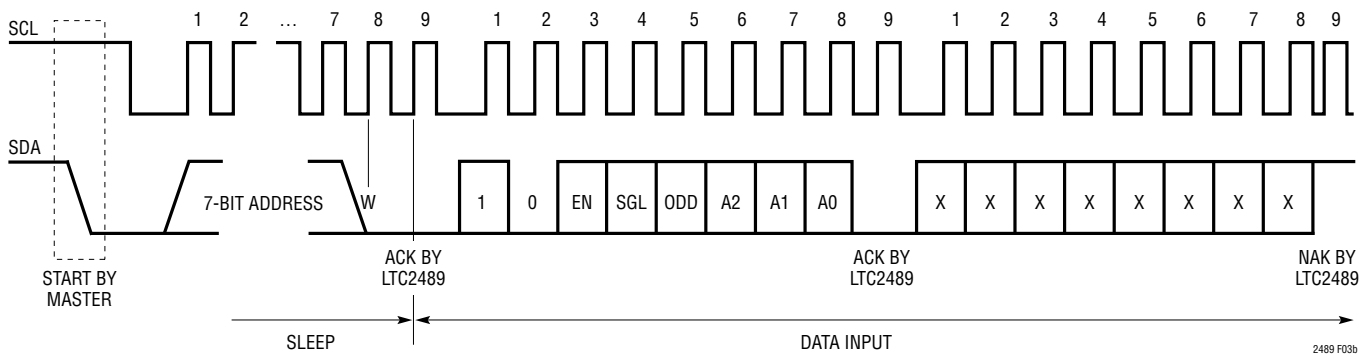 1 2 … 7 8 9 1 2 3 4 5 6 7 8 9 1 2 3 4 5 6 7 8 9
SCL
SDA
7-BIT ADDRESS W 1 0 EN SGL ODD A2 A1 A0 X X X X X X X X
START BY
MASTER
ACK BY
LTC2489
ACK BY
LTC2489
NAK BY
LTC2489
SLEEP DATA INPUT
2489 F03b